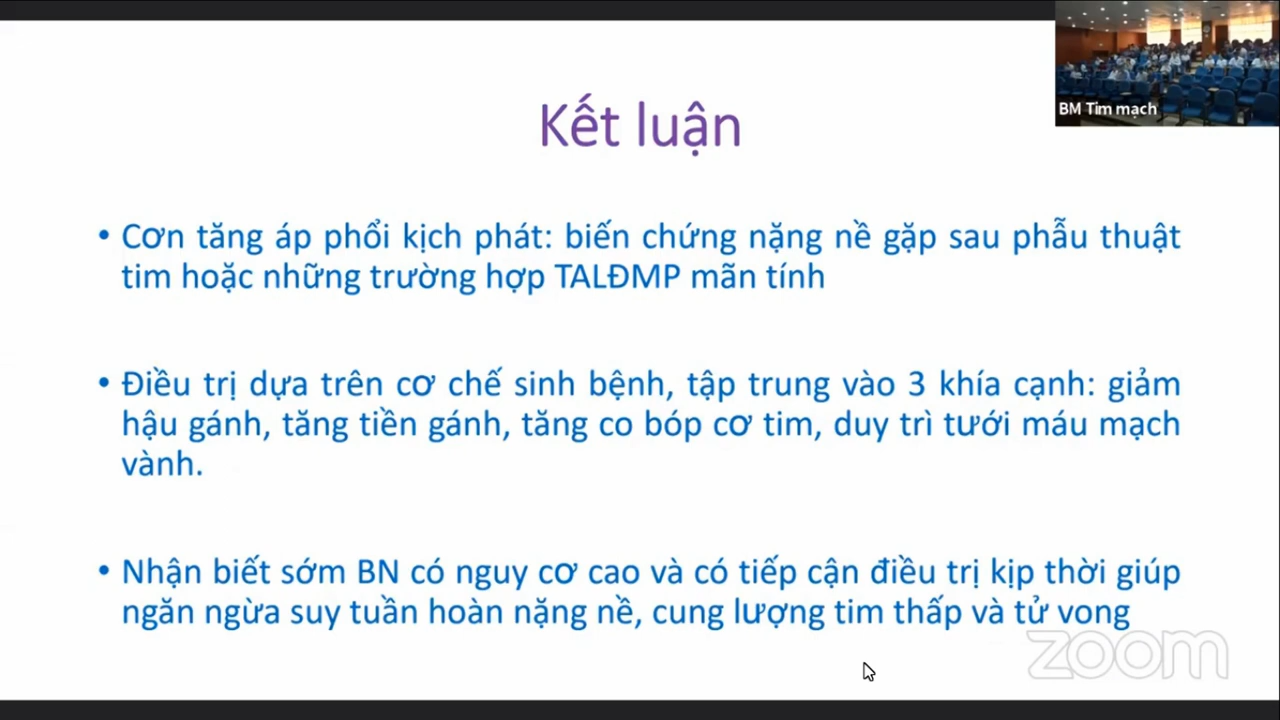 BM Tim mạch
Kết luận
• Cơn tăng áp phổi kịch phát: biến chứng nặng nề gặp sau phẫu thuật
tim hoặc những trường hợp TALĐMP mãn tính
• Điều trị dựa trên cơ chế sinh bệnh, tập trung vào 3 khía cạnh: giảm
hậu gánh, tăng tiền gánh, tăng co bóp cơ tim, duy trì tưới máu mạch
vành.
• Nhận biết sớm BN có nguy cơ cao và có tiếp cận điều trị kịp thời giúp
ngăn ngừa suy tuần hoàn nặng nề, cung lượng tim thấp và tử vong
zoom